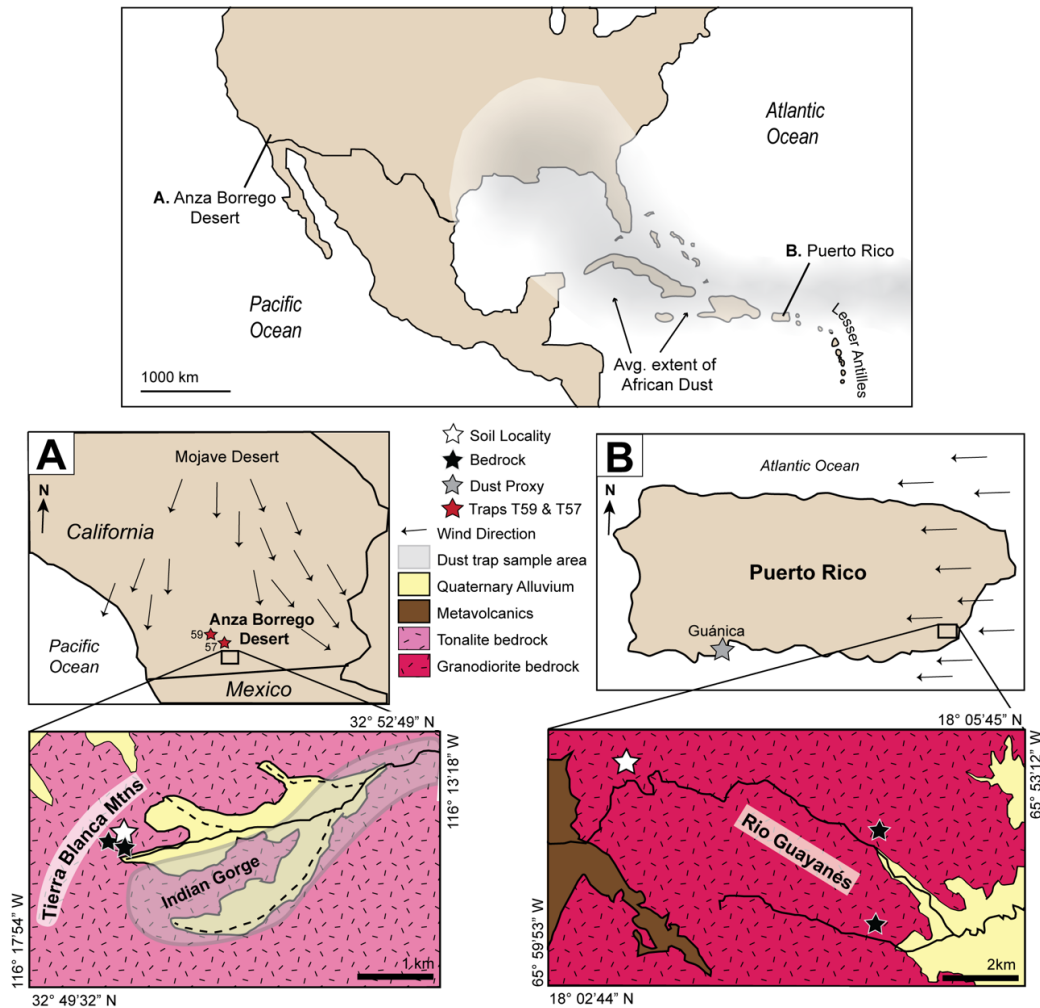 Atlantic
Ocean
A. Anza Borrego
Desert
B. Puerto Rico
Pacific
Ocean
Lesser Antilles
Avg. extent of
African Dust
1000 km
A
N
Mojave Desert
California
Anza Borrego
Desert
59
57
Pacific
Ocean
Mexico
Soil Locality
Bedrock
Dust Proxy
Traps T59 & T57
Wind Direction
Dust trap sample area
Quaternary Alluvium
Metavolcanics
Tonalite bedrock
Granodiorite bedrock
B
N
Atlantic Ocean
Puerto Rico
Guánica
32° 52'49" N
116° 13'18" W
Tierra Blanca Mtns
Indian Gorge
116° 17'54" W
1 km
32° 49'32" N
18° 05'45" N
65° 53'12" W
Rio Guayanés
65° 59'53" W
2km
18° 02'44" N